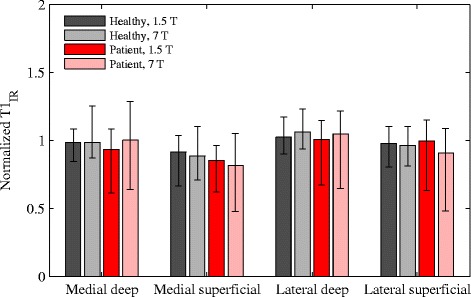 2
Healthy, 1.5 T
Healthy, 7 T
Patient, 1.5 T
Patient, 7 T
1.5
1
0.5
0
Normalized T1IR
Medial deep Medial superficial Lateral deep Lateral superficial